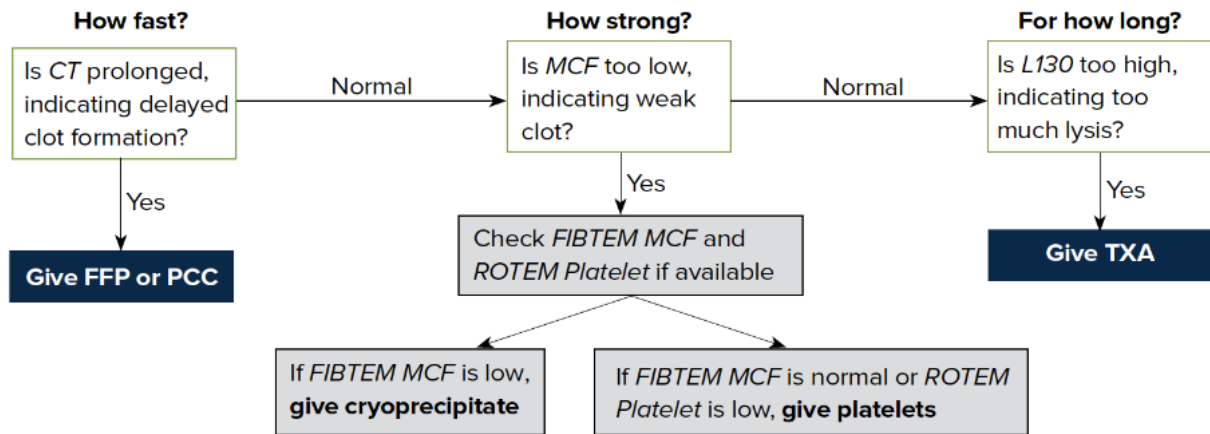 How fast?
Is CT prolonged,
indicating delayed
clot formation?
Normal
How strong?
Is MCF too low,
indicating weak
clot?
Normal
For how long?
Is L130 too high,
indicating too
much lysis?
Yes
Give FFP or PCC
Yes
Check FIBTEM MCF and
ROTEM Platelet if available
Yes
Give TXA
If FIBTEM MCF is low,
give cryoprecipitate
If FIBTEM MCF is normal or ROTEM
Platelet is low, give platelets